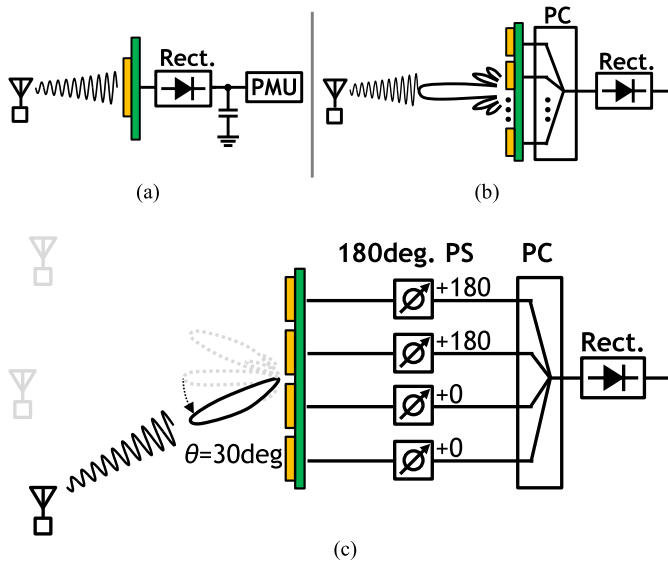 Rect.
PMU
(a)
PC
Rect.
(b)
180deg. PS
PC
+180
+180
+0
+0
Rect.
θ=30deg
(c)